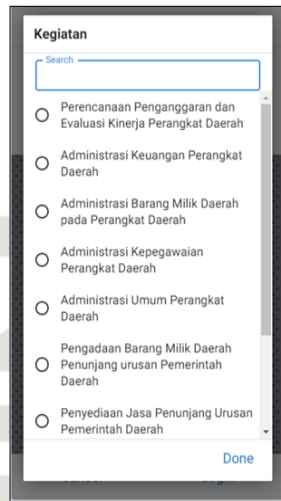 Kegiatan
Search
Perencanaan Penganggaran dan
Evaluasi Kinerja Perangkat Daerah
Administrasi Keuangan Perangkat
Daerah
Administrasi Barang Milik Daerah
pada Perangkat Daerah
Administrasi Kepegawaian
Perangkat Daerah
Administrasi Umum Perangkat
Daerah
Pengadaan Barang Milik Daerah
Penunjang urusan Pemerintah
Daerah
Penyediaan Jasa Penunjang Urusan
Pemerintah Daerah
Done